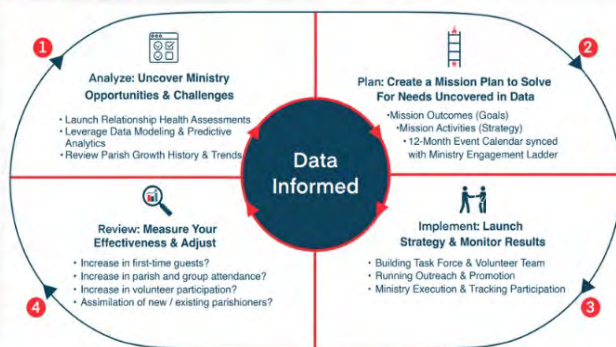 1
Analyze: Uncover Ministry
Opportunities & Challenges
• Launch Relationship Health Assessments
• Leverage Data Modeling & Predictive
Analytics
• Review Parish Growth History & Trends
2
Plan: Create a Mission Plan to Solve
For Needs Uncovered in Data
•Mission Outcomes (Goals)
•Mission Activities (Strategy)
• 12-Month Event Calendar synced
with Ministry Engagement Ladder
Data
Informed
Review: Measure Your
Effectiveness & Adjust
• Increase in first-time guests?
• Increase in parish and group attendance?
• Increase in volunteer participation?
• Assimilation of new / existing parishioners?
4
Implement: Launch
Strategy & Monitor Results
• Building Task Force & Volunteer Team
• Running Outreach & Promotion
• Ministry Execution & Tracking Participation
3